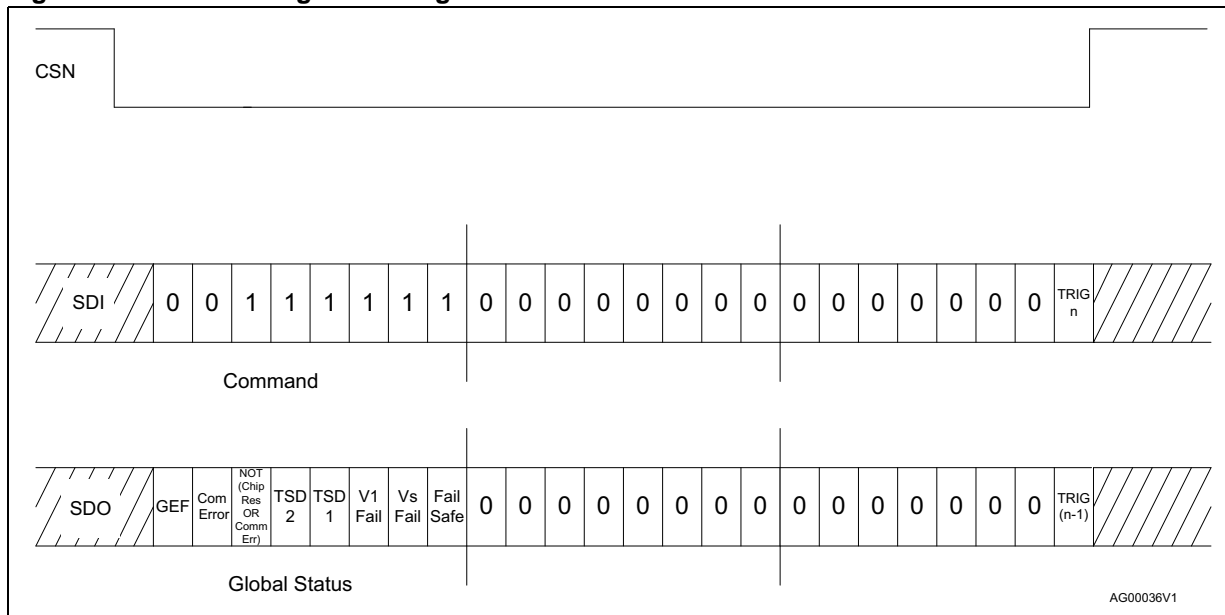 CSN
SDI 0 0 1 1 1 1 1 1 0 0 0 0 0 0 0 0 0 0 0 0 0 0 0 TRIG n
Command
SDO GEF Com Error NOT (Chip Res OR Comm Err) TSD 2 TSD 1 V1 Fail Vs Fail Fail Safe 0 0 0 0 0 0 0 0 0 0 0 0 0 0 0 TRIG (n-1)
Global Status
AG00036V1